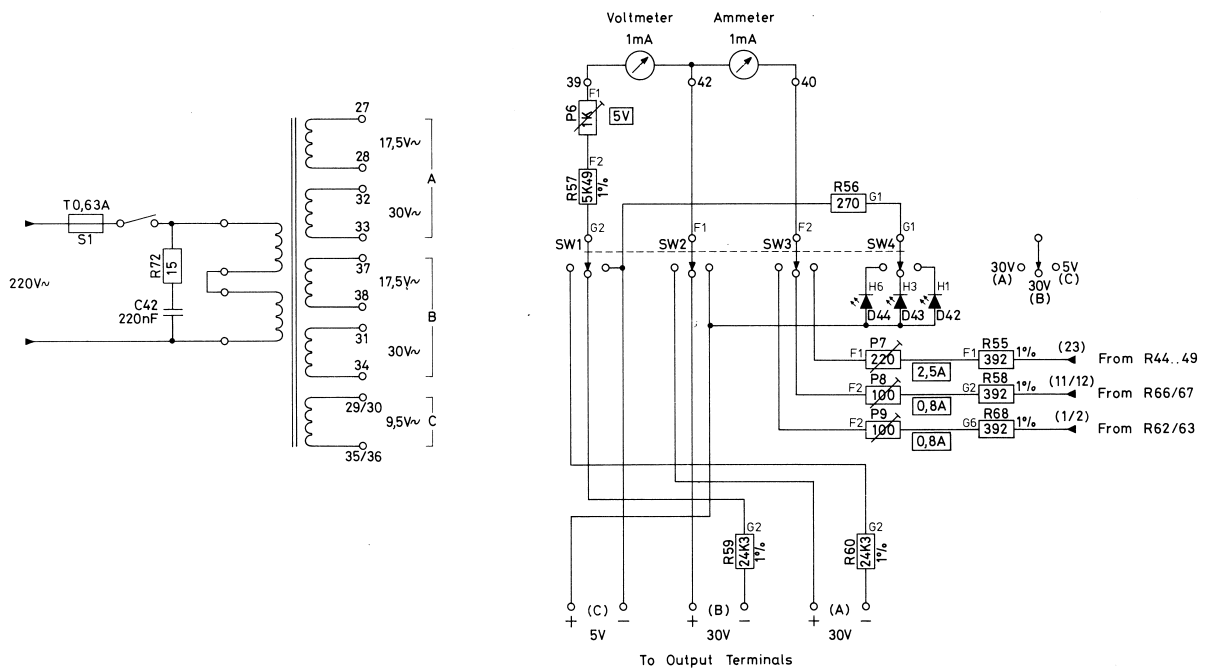 Voltmeter
1mA
Ammeter
1mA
39
42
40
F1
P6
1K
5V
F2
R57
5K49
1%
G2
SW1
F1
SW2
F2
SW3
R56
270
G1
G1
SW4
27
17,5V~
28
32
30V~
33
A
37
17,5V~
38
31
30V~
34
B
29/30
9,5V~
35/36
C
T0,63A
S1
220V~
R72
15
C42
220nF
H6
D44
H3
D43
H1
D42
30V
(A)
30V
(B)
5V
(C)
F1
P7
220
2,5A
F1
R55
392
1%
(23)
From R44..49
F2
P8
100
0,8A
G2
R58
392
1%
(11/12)
From R66/67
F2
P9
100
0,8A
G6
R68
392
1%
(1/2)
From R62/63
R59
24K3
1%
G2
R60
24K3
1%
G2
+ (C) −
5V
+ (B) −
30V
+ (A) −
30V
To Output Terminals